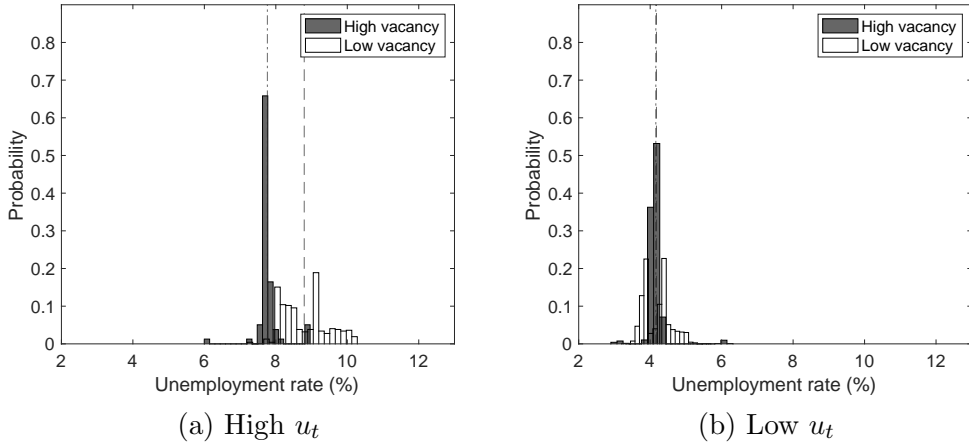 High vacancy
Low vacancy
0.8
0.7
0.6
0.5
0.4
0.3
0.2
0.1
0
Probability
2 4 6 8 10 12
Unemployment rate (%)
(a) High u_t
High vacancy
Low vacancy
0.8
0.7
0.6
0.5
0.4
0.3
0.2
0.1
0
Probability
2 4 6 8 10 12
Unemployment rate (%)
(b) Low u_t